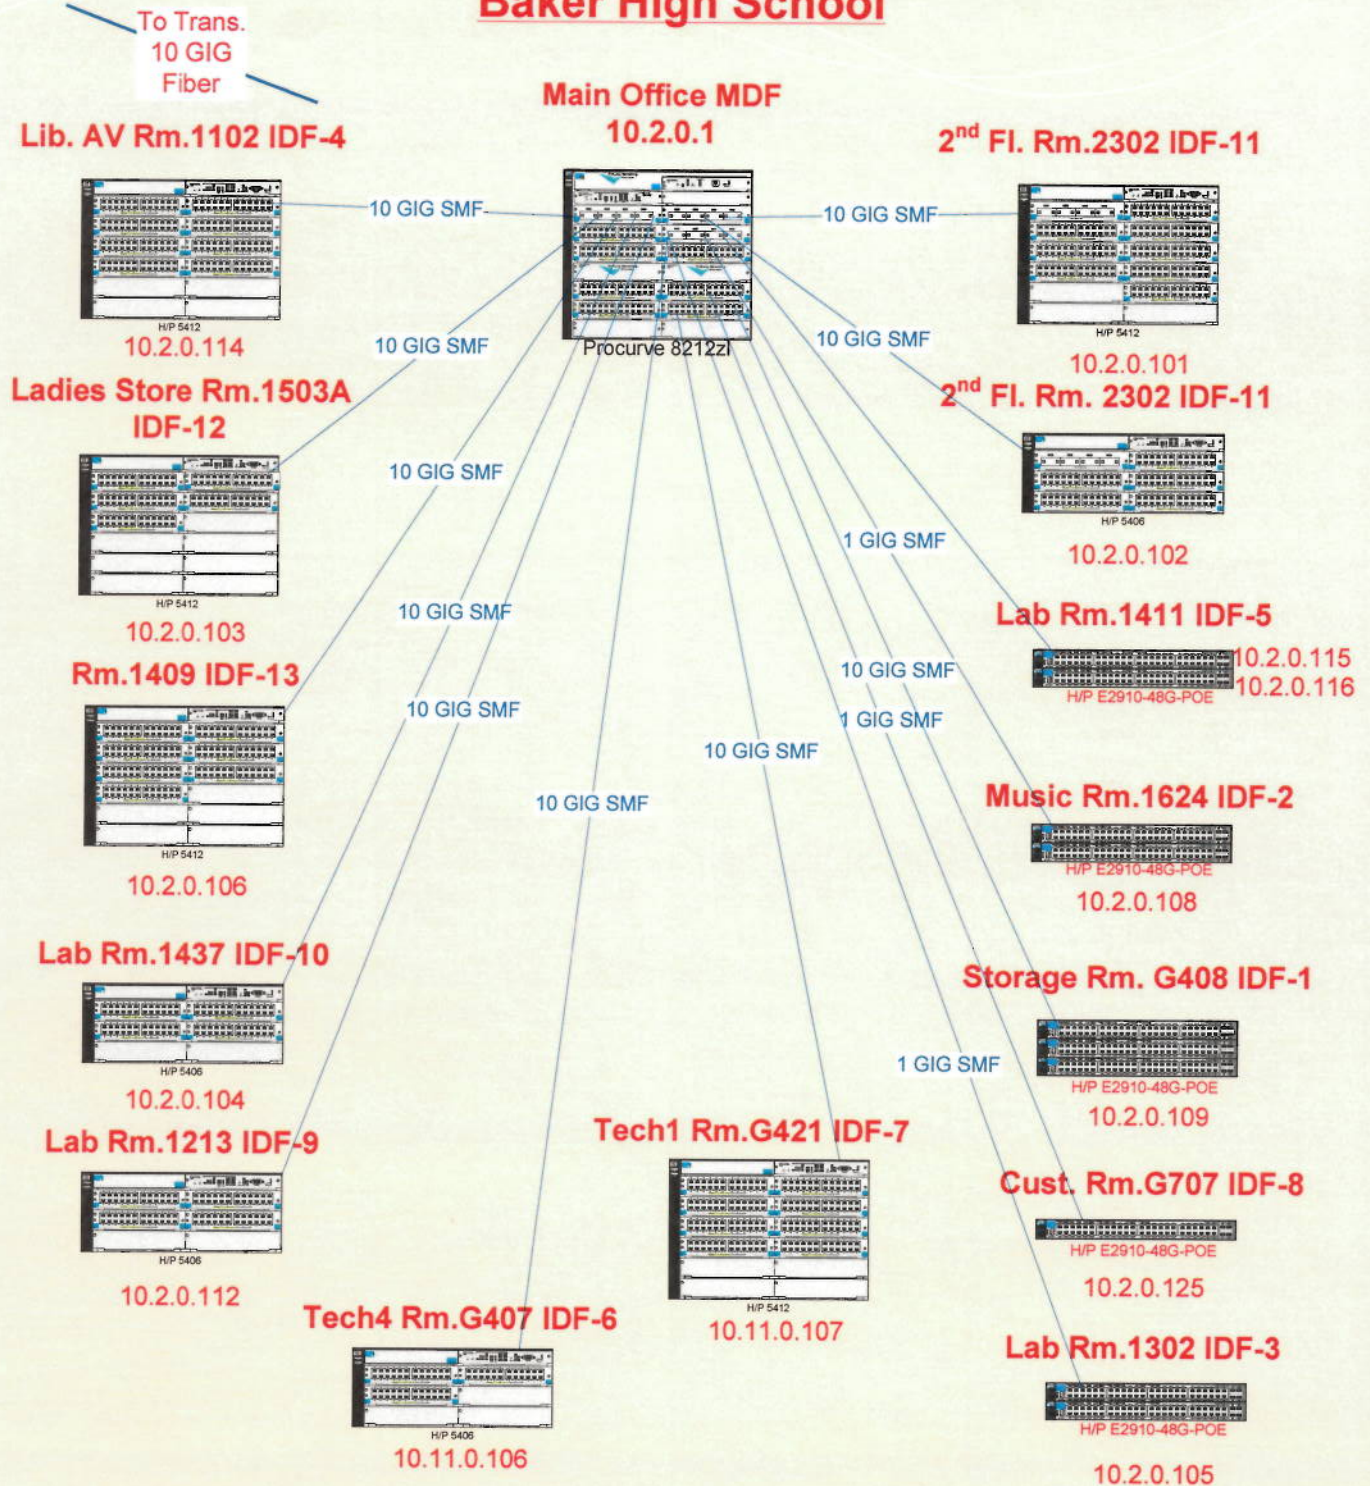 Baker High School
To Trans.
10 GIG
Fiber
Main Office MDF
10.2.0.1
Procurve 8212zl
Lib. AV Rm.1102 IDF-4
H/P 5412
10.2.0.114
10 GIG SMF
2nd Fl. Rm.2302 IDF-11
H/P 5412
10.2.0.101
10 GIG SMF
Ladies Store Rm.1503A
IDF-12
H/P 5412
10.2.0.103
10 GIG SMF
2nd Fl. Rm. 2302 IDF-11
H/P 5406
10.2.0.102
10 GIG SMF
Rm.1409 IDF-13
H/P 5412
10.2.0.106
10 GIG SMF
Lab Rm.1411 IDF-5
10.2.0.115
10.2.0.116
H/P E2910-48G-POE
1 GIG SMF
Lab Rm.1437 IDF-10
H/P 5406
10.2.0.104
10 GIG SMF
Music Rm.1624 IDF-2
H/P E2910-48G-POE
10.2.0.108
10 GIG SMF
Lab Rm.1213 IDF-9
H/P 5406
10.2.0.112
10 GIG SMF
Storage Rm. G408 IDF-1
H/P E2910-48G-POE
10.2.0.109
1 GIG SMF
Tech4 Rm.G407 IDF-6
H/P 5406
10.11.0.106
10 GIG SMF
Tech1 Rm.G421 IDF-7
H/P 5412
10.11.0.107
10 GIG SMF
Cust. Rm.G707 IDF-8
H/P E2910-48G-POE
10.2.0.125
1 GIG SMF
Lab Rm.1302 IDF-3
H/P E2910-48G-POE
10.2.0.105